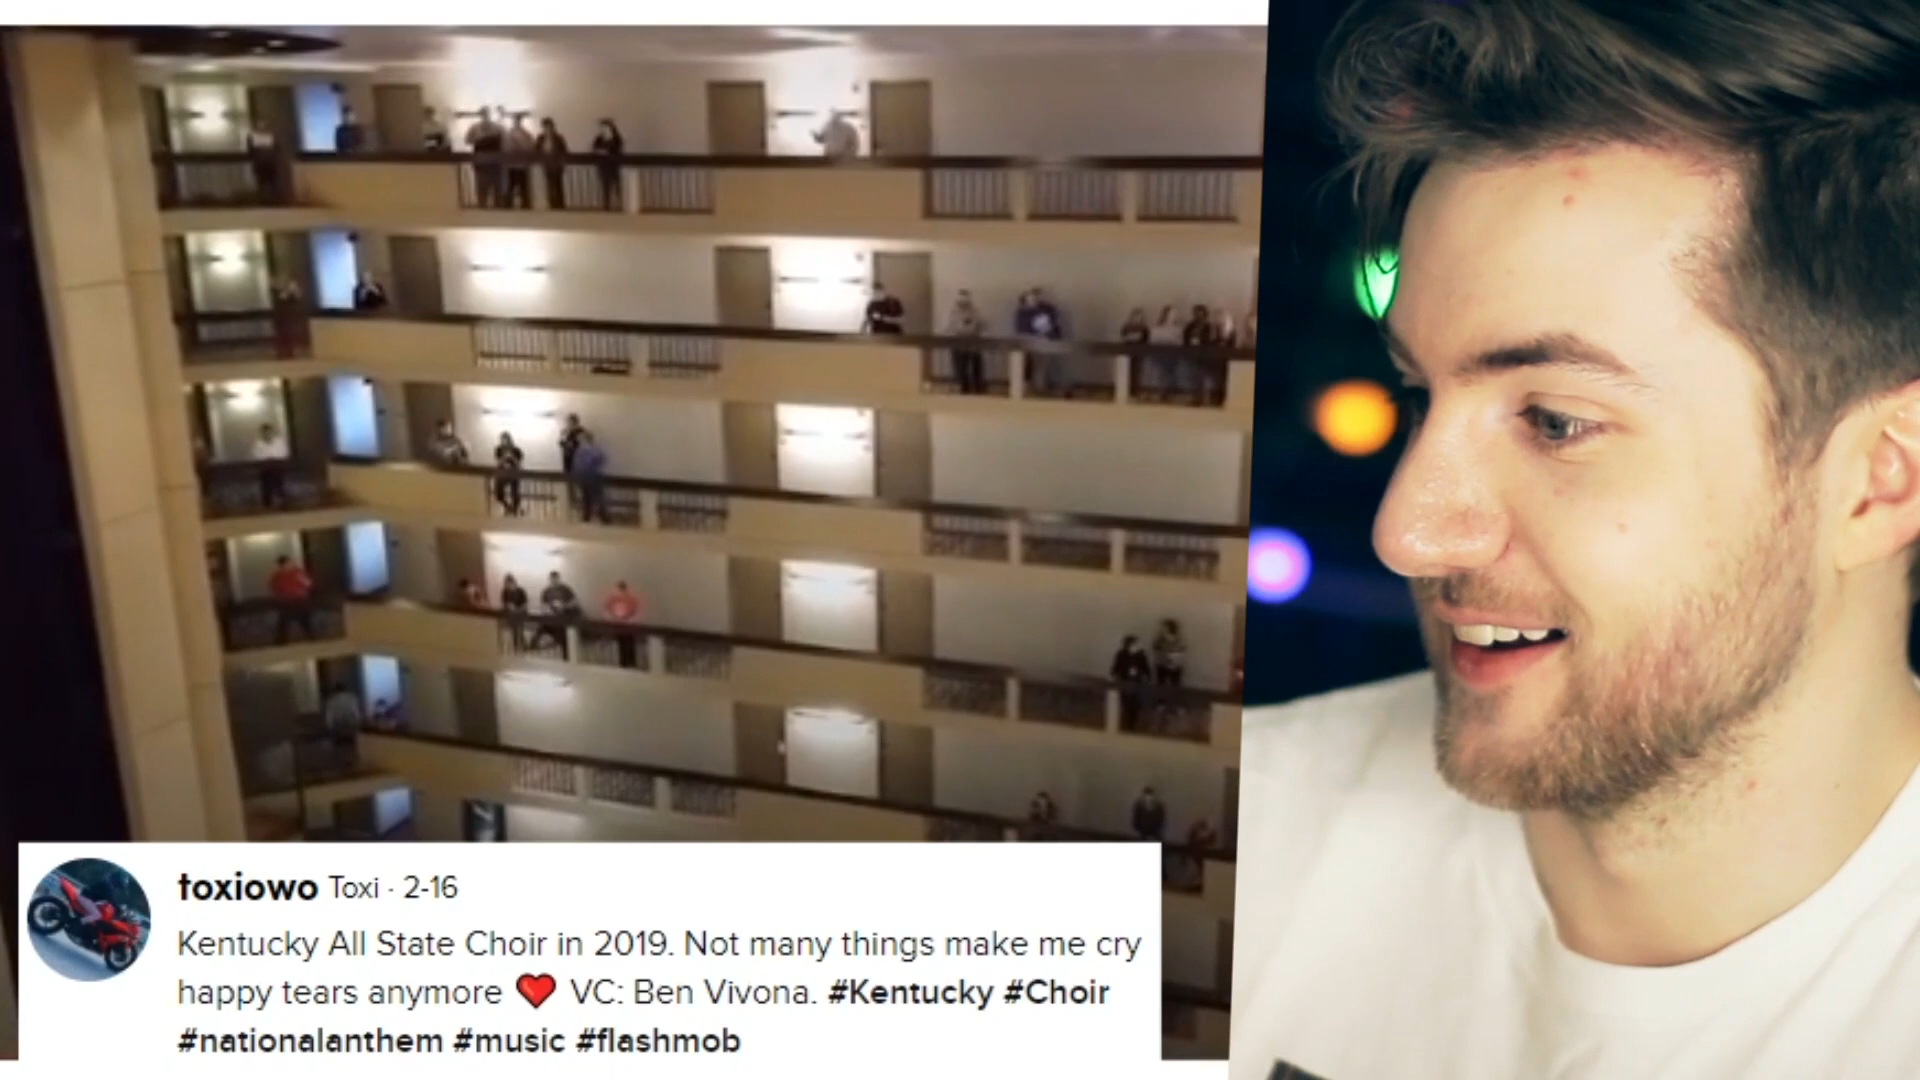 toxiowo Toxi · 2-16
Kentucky All State Choir in 2019. Not many things make me cry
happy tears anymore ❤️ VC: Ben Vivona. #Kentucky #Choir
#nationalanthem #music #flashmob